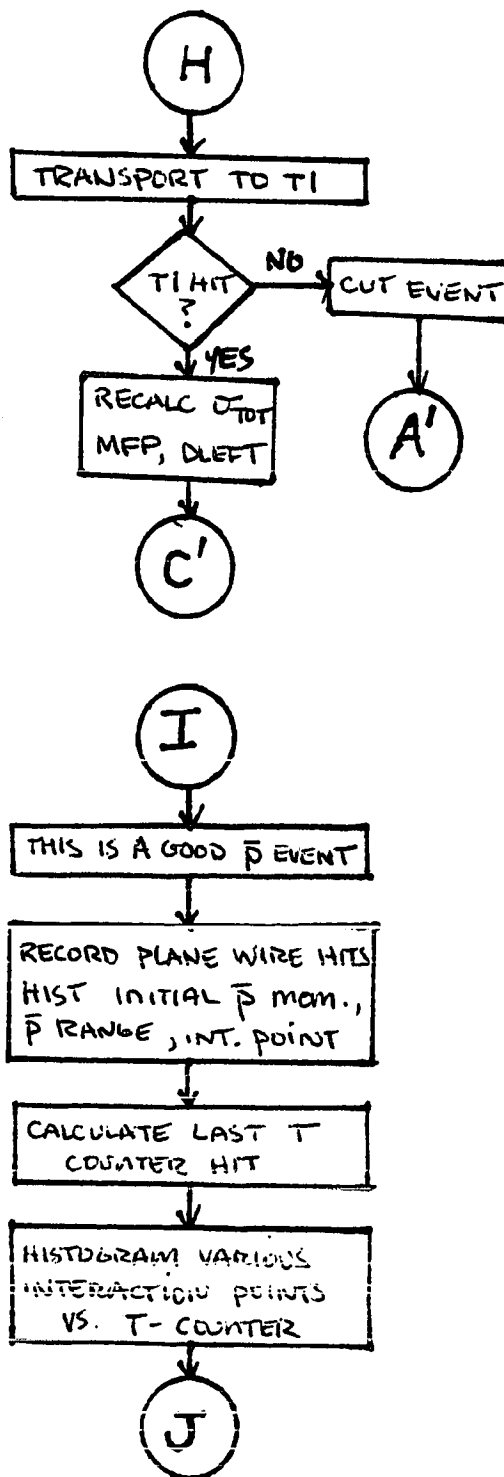 H
TRANSPORT TO T1
T1 HIT
?
NO
CUT EVENT
A'
YES
RECALC σTOT
MFP, DLEFT
C'
I
THIS IS A GOOD p̄ EVENT
RECORD PLANE WIRE HITS
HIST INITIAL p̄ mom.,
p̄ RANGE, INT. POINT
CALCULATE LAST T
COUNTER HIT
HISTOGRAM VARIOUS
INTERACTION POINTS
VS. T-COUNTER
J